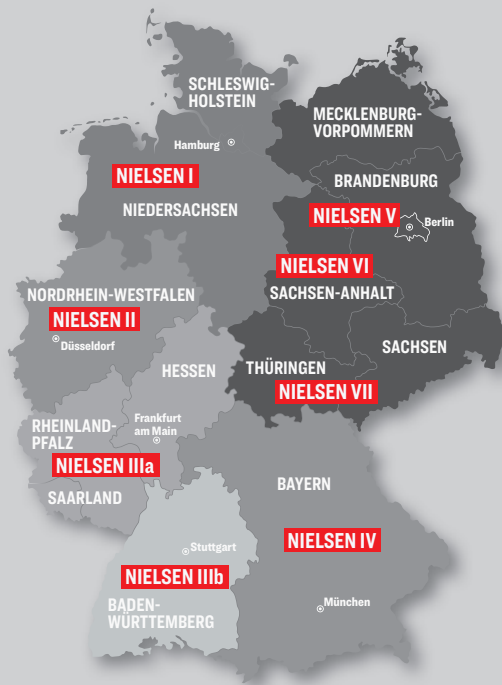 SCHLESWIG-
HOLSTEIN
MECKLENBURG-
VORPOMMERN
Hamburg
NIELSEN I
BRANDENBURG
NIEDERSACHSEN
NIELSEN V
Berlin
NIELSEN VI
NORDRHEIN-WESTFALEN
SACHSEN-ANHALT
NIELSEN II
Düsseldorf
SACHSEN
HESSEN
THÜRINGEN
NIELSEN VII
RHEINLAND-
PFALZ
Frankfurt
am Main
NIELSEN IIIa
SAARLAND
BAYERN
NIELSEN IV
Stuttgart
NIELSEN IIIb
BADEN-
WÜRTTEMBERG
München